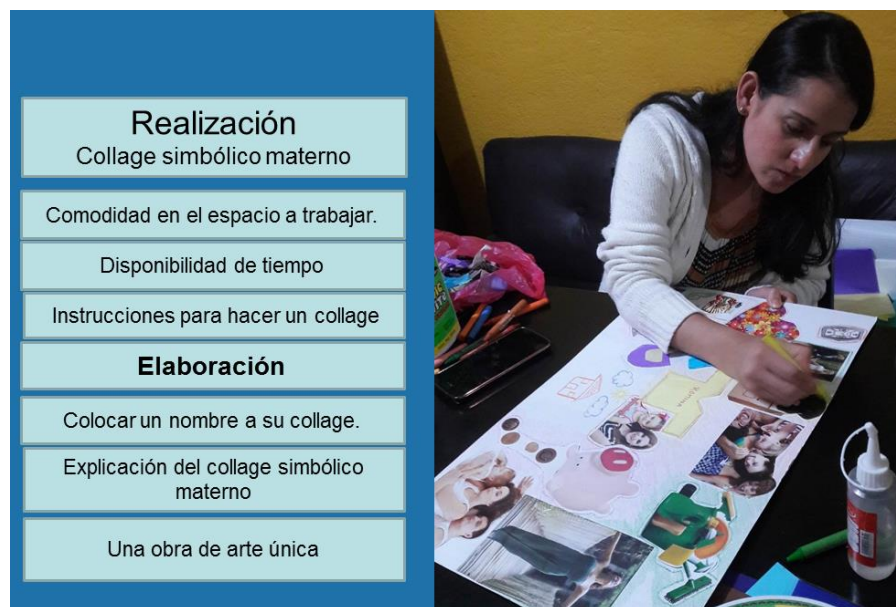 Realización
Collage simbólico materno
Comodidad en el espacio a trabajar.
Disponibilidad de tiempo
Instrucciones para hacer un collage
Elaboración
Colocar un nombre a su collage.
Explicación del collage simbólico
materno
Una obra de arte única